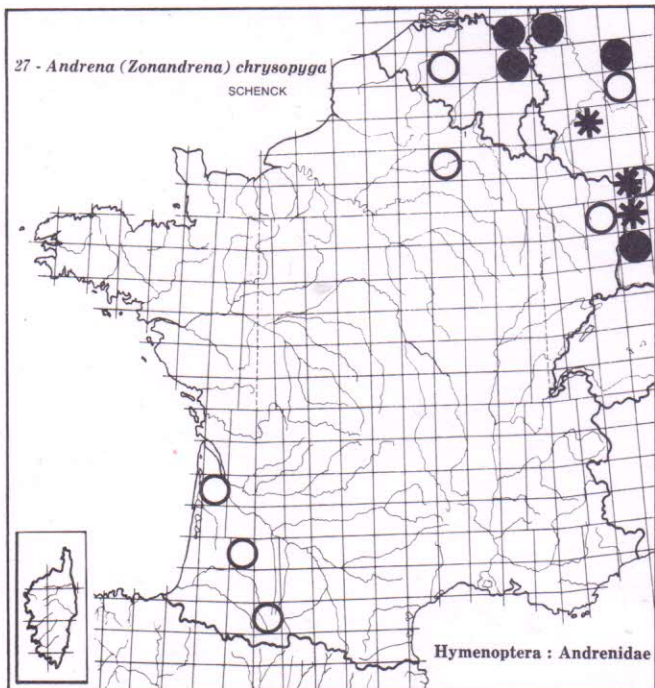 27 - Andrena (Zonandrena) chrysopyga
SCHENCK
Hymenoptera : Andrenidae